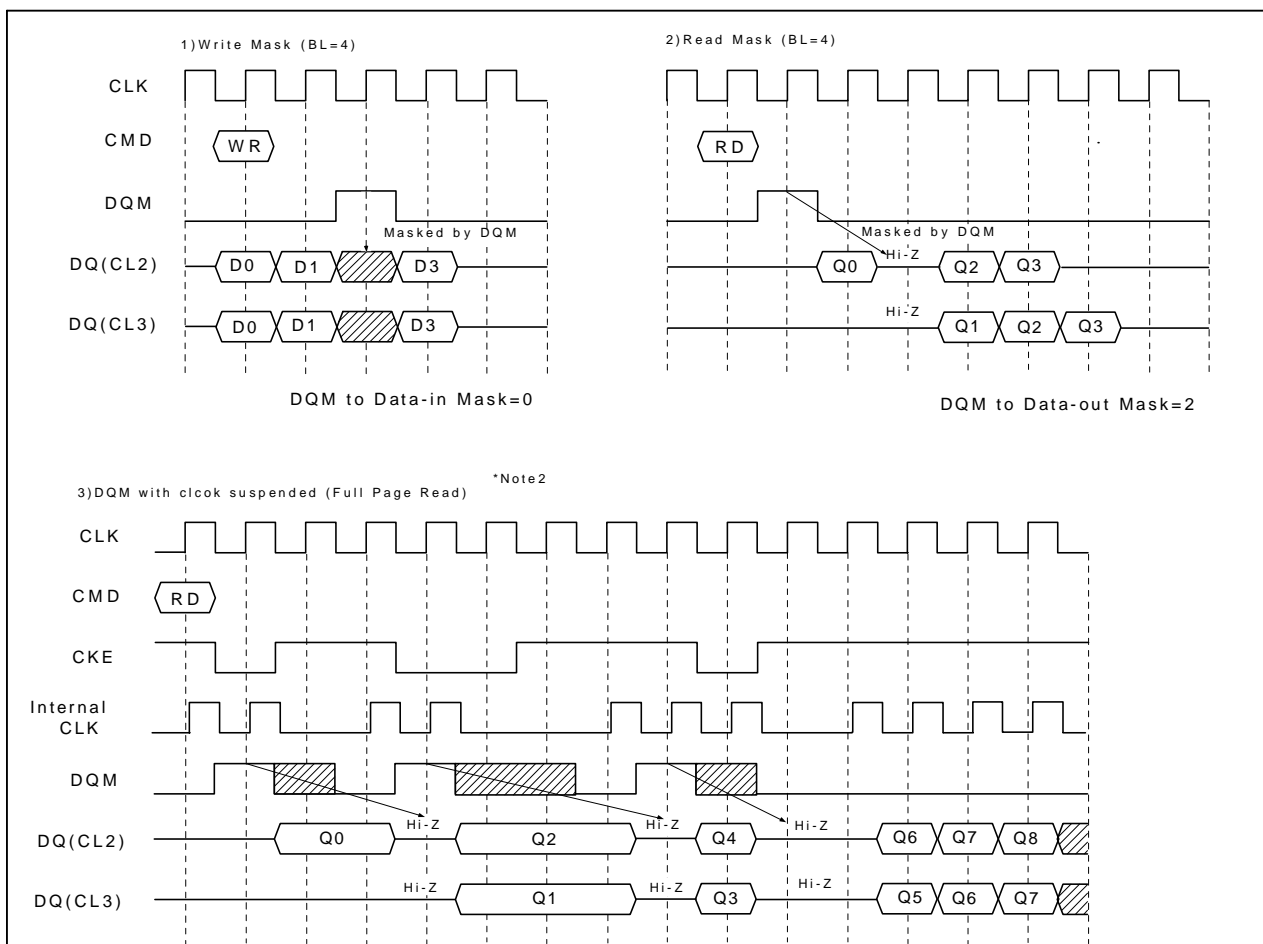 1)Write Mask (BL=4)
CLK
CMD WR
DQM
Masked by DQM
DQ(CL2) D0 D1 D3
DQ(CL3) D0 D1 D3
DQM to Data-in Mask=0
2)Read Mask (BL=4)
RD
Masked by DQM
Hi-Z
Q0 Q2 Q3
Hi-Z
Q1 Q2 Q3
DQM to Data-out Mask=2
*Note2
3)DQM with clcok suspended (Full Page Read)
CLK
CMD RD
CKE
Internal
CLK
DQM
Hi-Z Hi-Z Hi-Z
DQ(CL2) Q0 Q2 Q4 Q6 Q7 Q8
Hi-Z Hi-Z Hi-Z
DQ(CL3) Q1 Q3 Q5 Q6 Q7